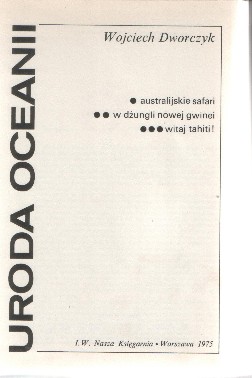 Wojciech Dworczyk
URODA OCEANII
● australijskie safari
●● w dżungli nowej gwinei
●●● witaj tahiti!
I.W. Nasza Księgarnia • Warszawa 1975